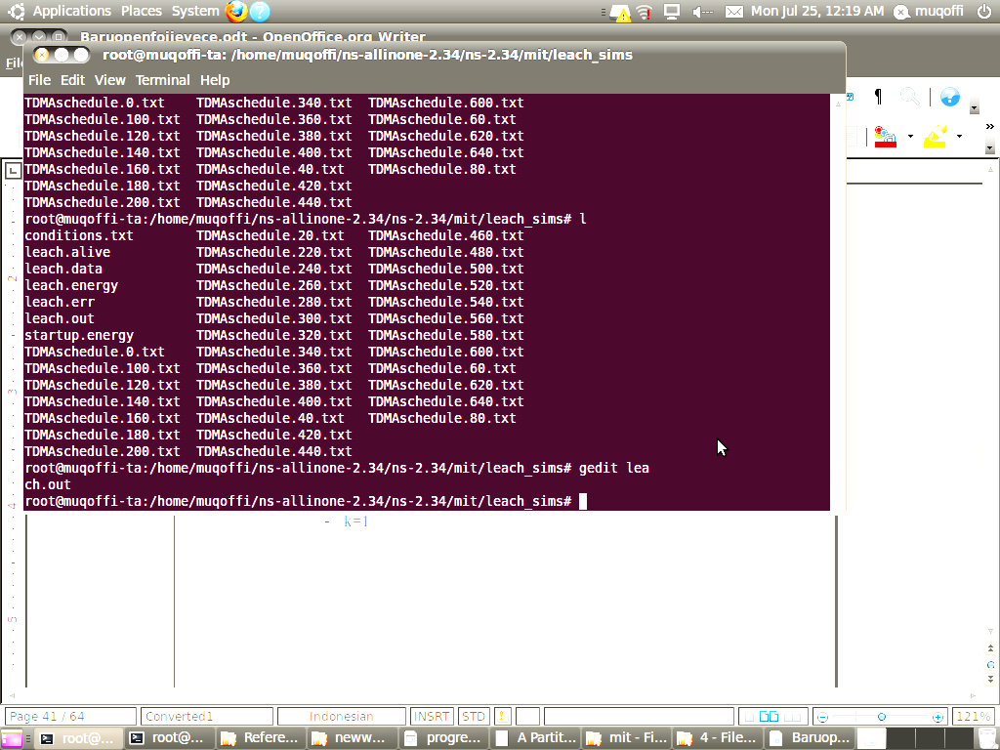 Applications Places System Mon Jul 25, 12:19 AM muqoffi
Baruopenfojievece.odt - OpenOffice.org Writer
root@muqoffi-ta: /home/muqoffi/ns-allinone-2.34/ns-2.34/mit/leach_sims
File Edit View Terminal Help
TDMAschedule.0.txt TDMAschedule.340.txt TDMAschedule.600.txt
TDMAschedule.100.txt TDMAschedule.360.txt TDMAschedule.60.txt
TDMAschedule.120.txt TDMAschedule.380.txt TDMAschedule.620.txt
TDMAschedule.140.txt TDMAschedule.400.txt TDMAschedule.640.txt
TDMAschedule.160.txt TDMAschedule.40.txt TDMAschedule.80.txt
TDMAschedule.180.txt TDMAschedule.420.txt
TDMAschedule.200.txt TDMAschedule.440.txt
root@muqoffi-ta:/home/muqoffi/ns-allinone-2.34/ns-2.34/mit/leach_sims# l
conditions.txt TDMAschedule.20.txt TDMAschedule.460.txt
leach.alive TDMAschedule.220.txt TDMAschedule.480.txt
leach.data TDMAschedule.240.txt TDMAschedule.500.txt
leach.energy TDMAschedule.260.txt TDMAschedule.520.txt
leach.err TDMAschedule.280.txt TDMAschedule.540.txt
leach.out TDMAschedule.300.txt TDMAschedule.560.txt
startup.energy TDMAschedule.320.txt TDMAschedule.580.txt
TDMAschedule.0.txt TDMAschedule.340.txt TDMAschedule.600.txt
TDMAschedule.100.txt TDMAschedule.360.txt TDMAschedule.60.txt
TDMAschedule.120.txt TDMAschedule.380.txt TDMAschedule.620.txt
TDMAschedule.140.txt TDMAschedule.400.txt TDMAschedule.640.txt
TDMAschedule.160.txt TDMAschedule.40.txt TDMAschedule.80.txt
TDMAschedule.180.txt TDMAschedule.420.txt
TDMAschedule.200.txt TDMAschedule.440.txt
root@muqoffi-ta:/home/muqoffi/ns-allinone-2.34/ns-2.34/mit/leach_sims# gedit lea
ch.out
root@muqoffi-ta:/home/muqoffi/ns-allinone-2.34/ns-2.34/mit/leach_sims#
- k=1
2
3
4
5
Page 41 / 64 Converted1 Indonesian INSRT STD 121%
root@... root@... Refere... neww... progre... A Partit... mit - Fi... 4 - File... Baruop...